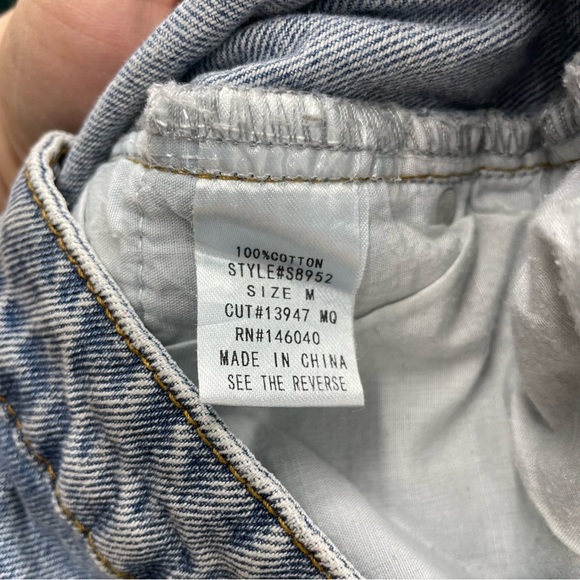 100%COTTON
STYLE#S8952
SIZE M
CUT#13947 MQ
RN#146040
MADE IN CHINA
SEE THE REVERSE